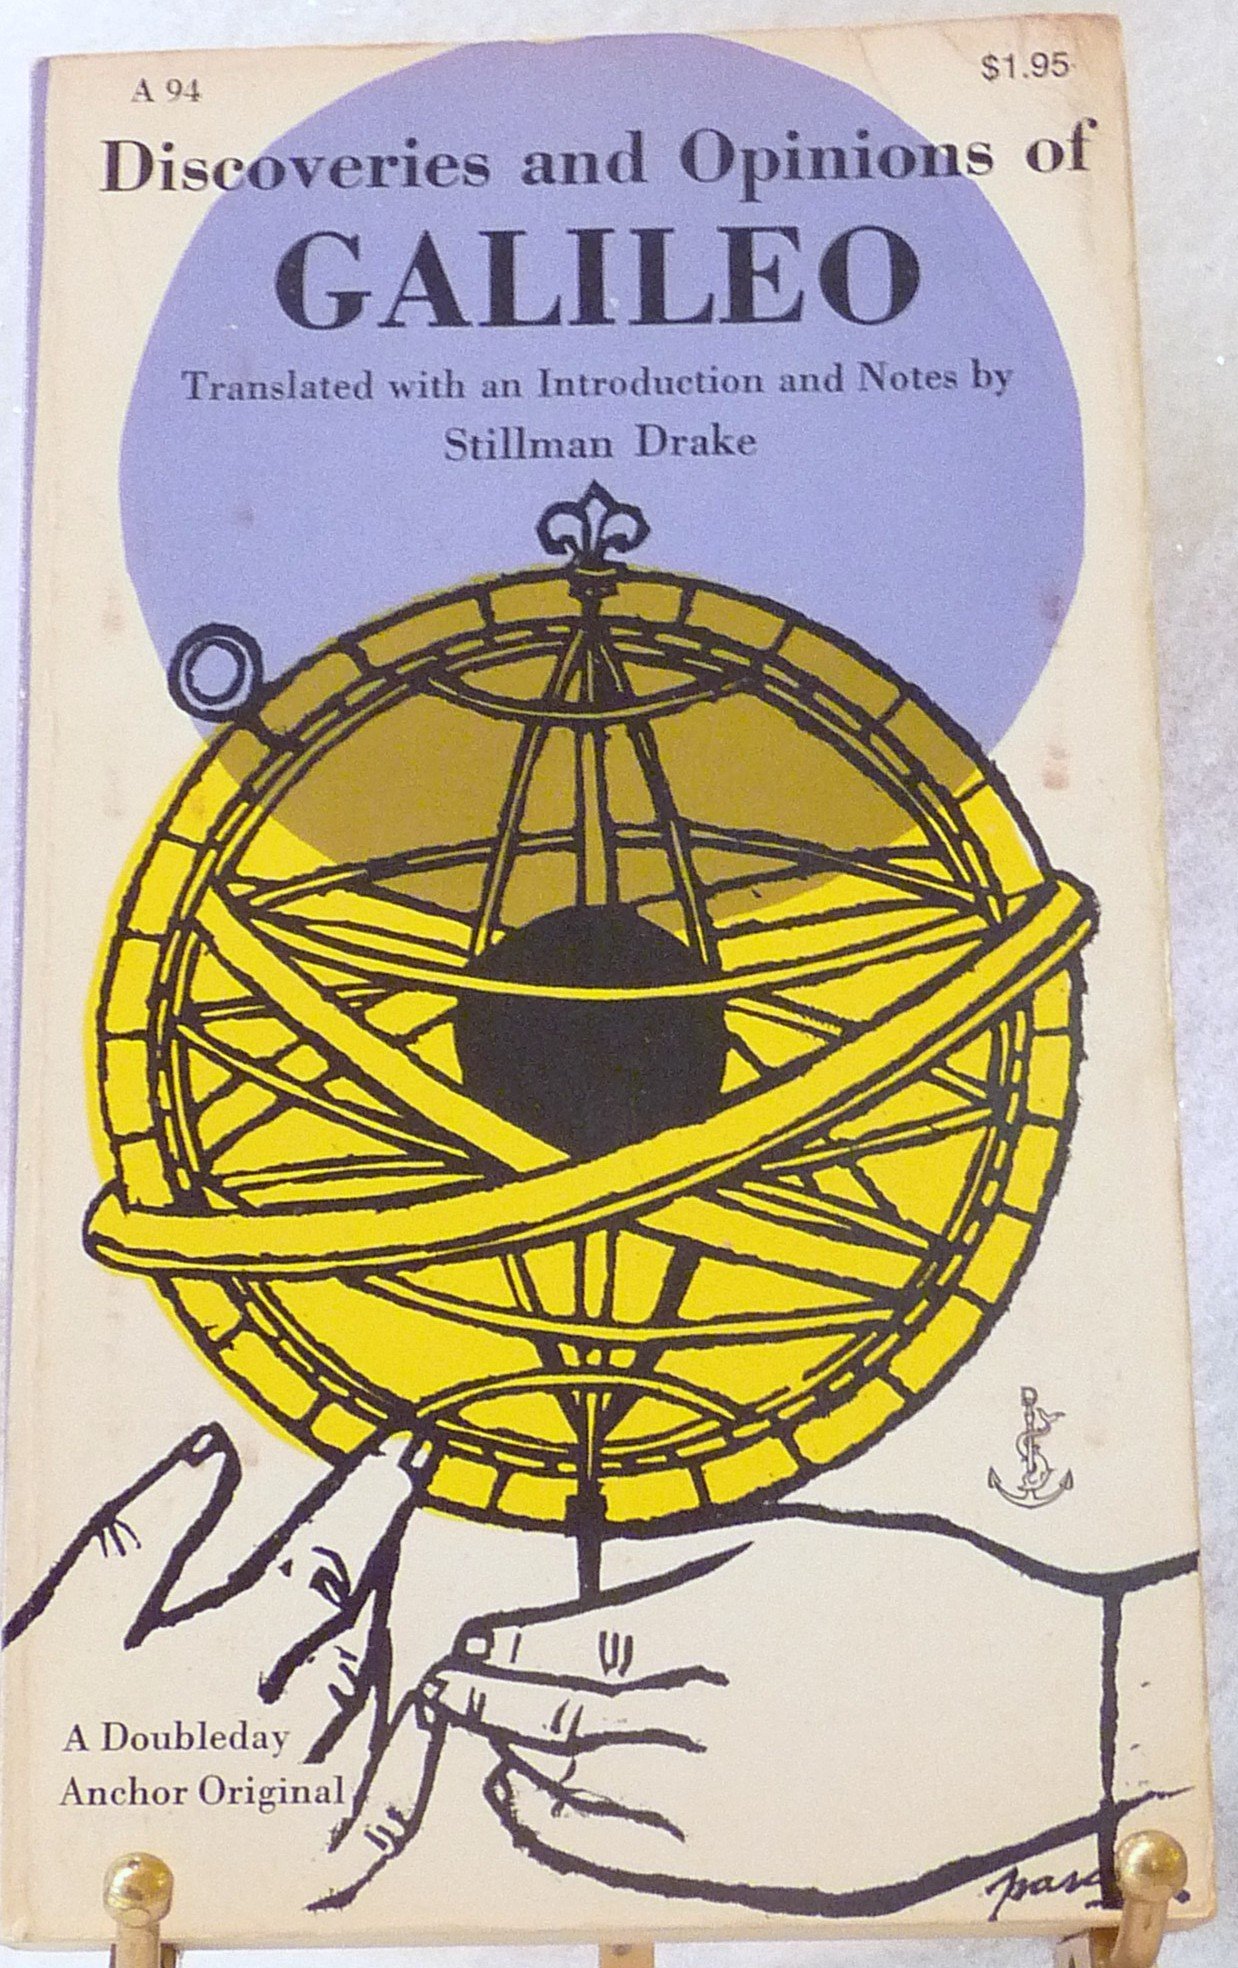 A 94
$1.95
Discoveries and Opinions of
GALILEO
Translated with an Introduction and Notes by
Stillman Drake
A Doubleday
Anchor Original